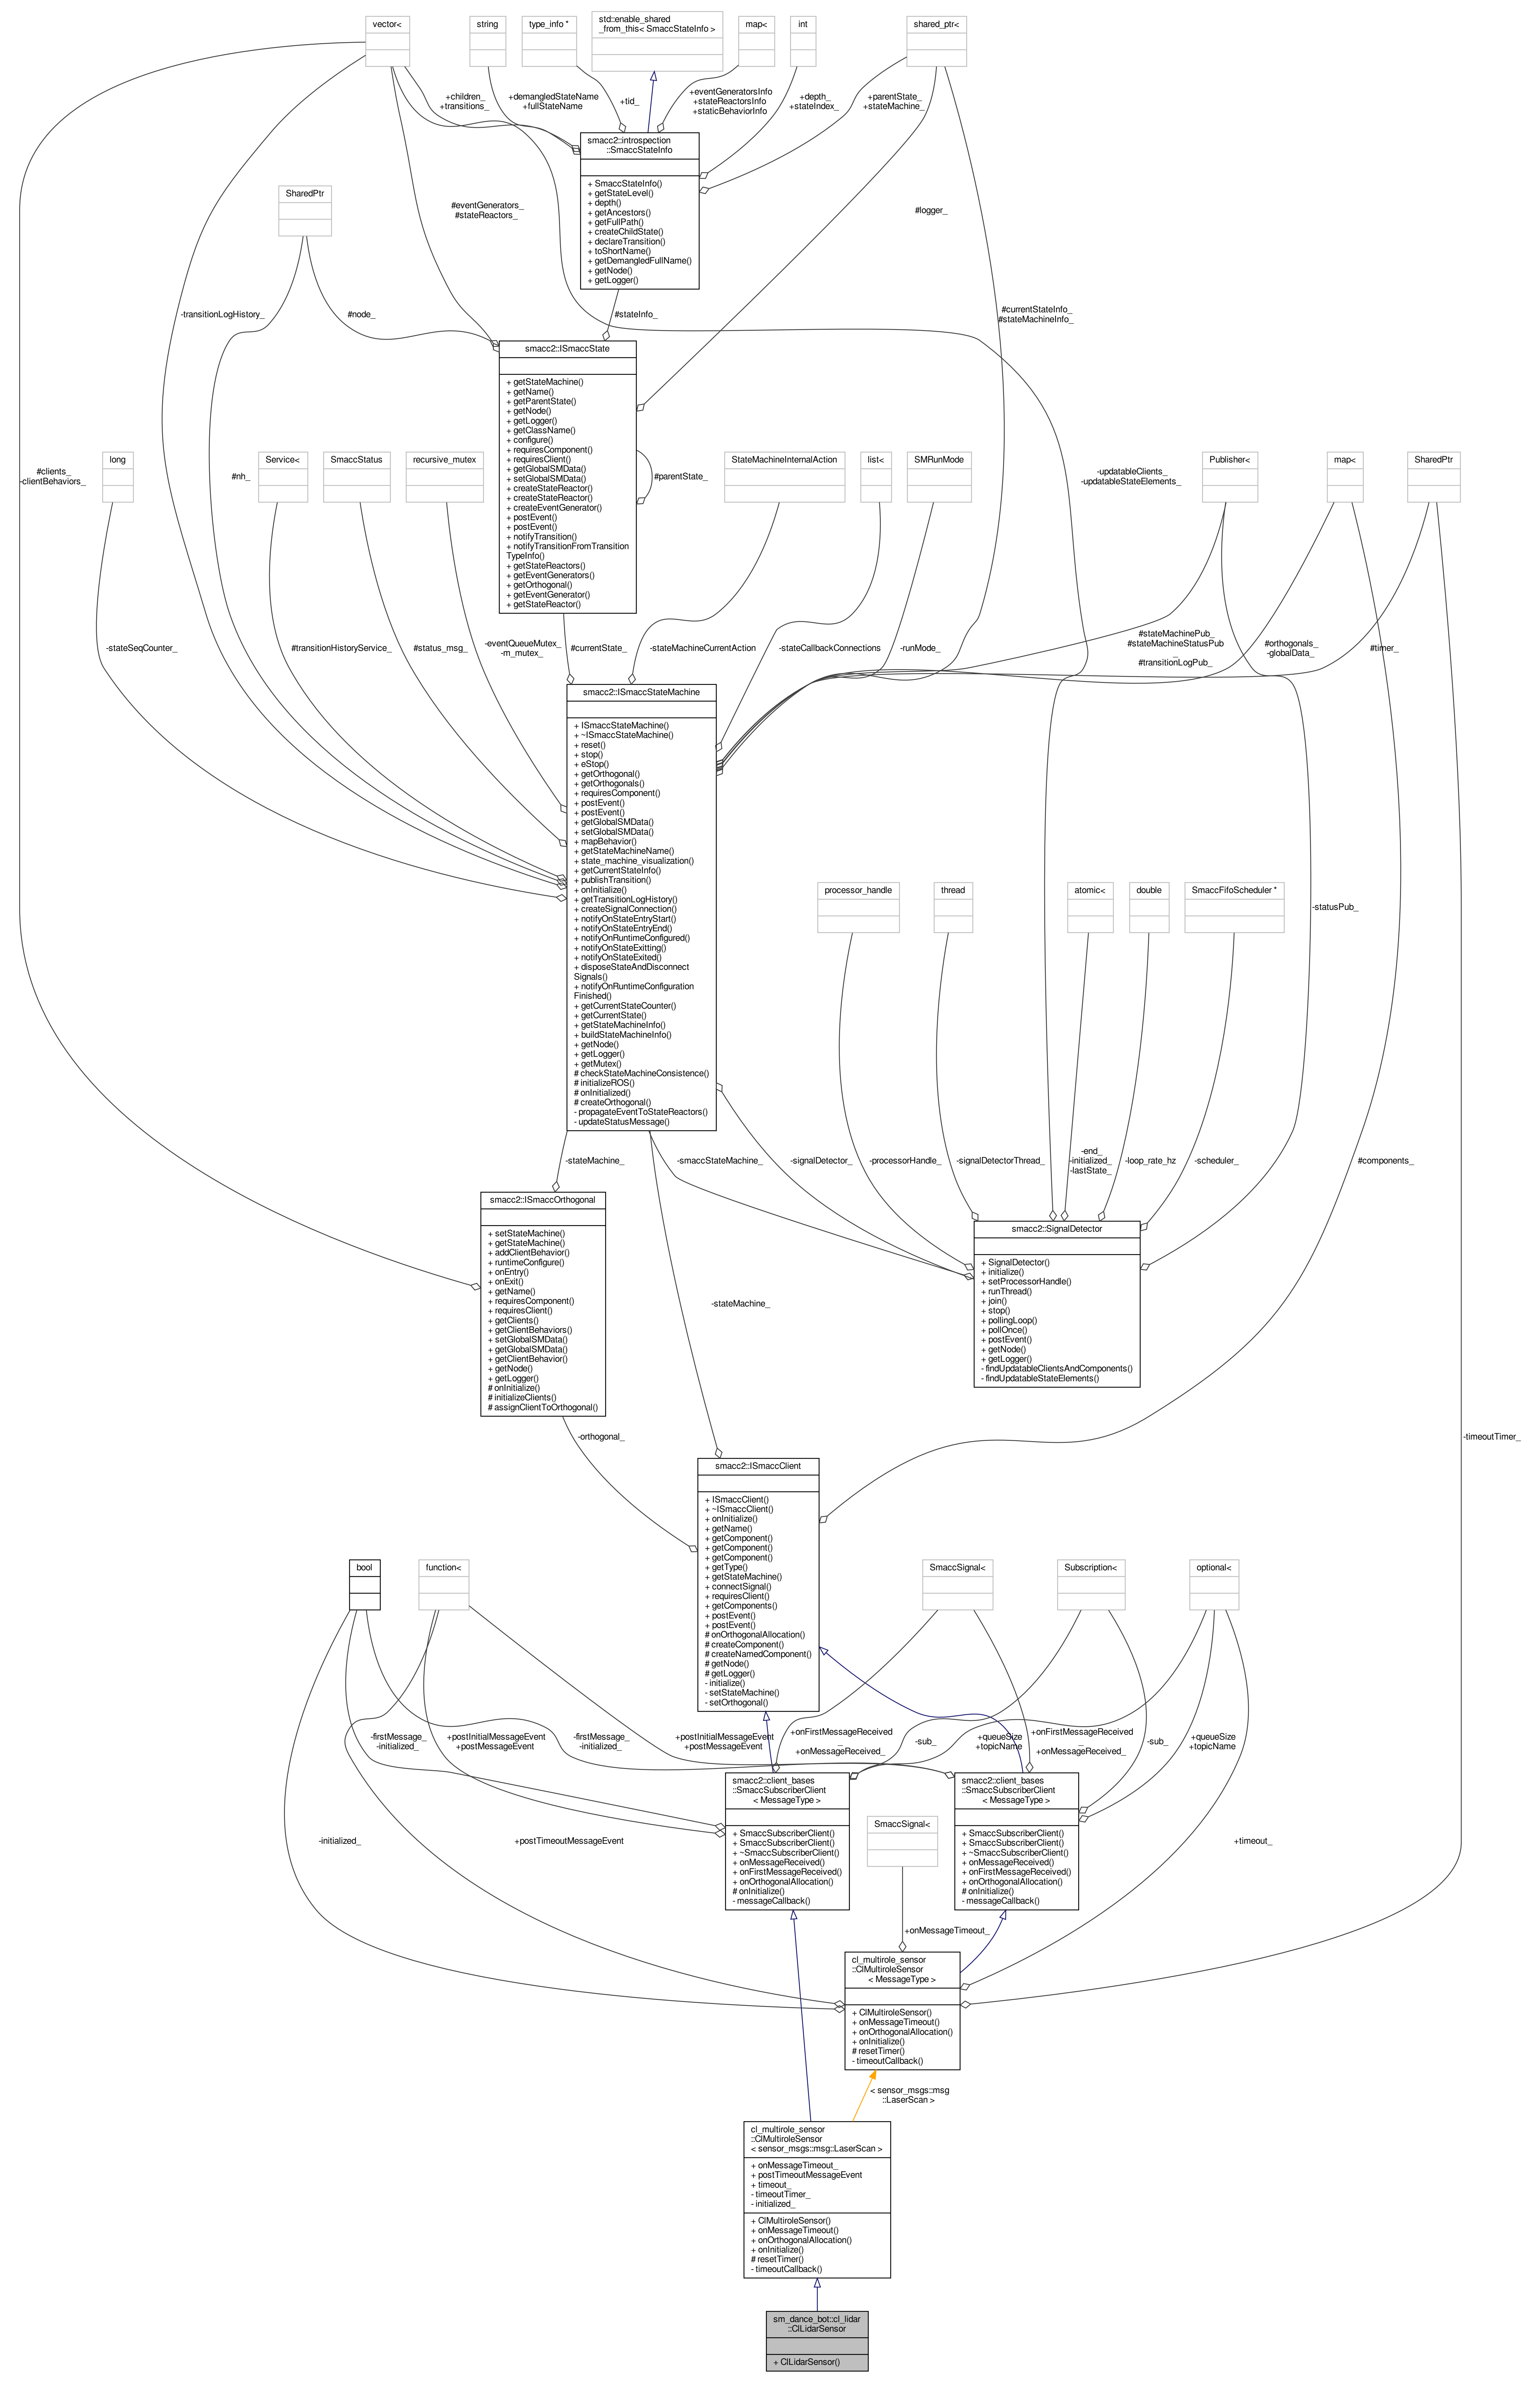 vector<
string
type_info *
std::enable_shared
_from_this< SmaccStateInfo >
map<
int
shared_ptr<
+children_
+transitions_
+demangledStateName
+fullStateName
+tid_
+eventGeneratorsInfo
+stateReactorsInfo
+staticBehaviorInfo
+depth_
+stateIndex_
+parentState_
+stateMachine_
smacc2::introspection
::SmaccStateInfo
+ SmaccStateInfo()
+ getStateLevel()
+ depth()
+ getAncestors()
+ getFullPath()
+ createChildState()
+ declareTransition()
+ toShortName()
+ getDemangledFullName()
+ getNode()
+ getLogger()
SharedPtr
#eventGenerators_
#stateReactors_
#logger_
-transitionLogHistory_
#node_
#stateInfo_
#currentStateInfo_
#stateMachineInfo_
smacc2::ISmaccState
+ getStateMachine()
+ getName()
+ getParentState()
+ getNode()
+ getLogger()
+ getClassName()
+ configure()
+ requiresComponent()
+ requiresClient()
+ getGlobalSMData()
+ setGlobalSMData()
+ createStateReactor()
+ createStateReactor()
+ createEventGenerator()
+ postEvent()
+ postEvent()
+ notifyTransition()
+ notifyTransitionFromTransition
TypeInfo()
+ getStateReactors()
+ getEventGenerators()
+ getOrthogonal()
+ getEventGenerator()
+ getStateReactor()
#parentState_
#clients_
-clientBehaviors_
long
#nh_
Service<
SmaccStatus
recursive_mutex
StateMachineInternalAction
list<
SMRunMode
-updatableClients_
-updatableStateElements_
Publisher<
map<
SharedPtr
-stateSeqCounter_
#transitionHistoryService_
#status_msg_
-eventQueueMutex_
-m_mutex_
#currentState_
-stateMachineCurrentAction
-stateCallbackConnections
-runMode_
#stateMachinePub_
#stateMachineStatusPub
_
#transitionLogPub_
#orthogonals_
-globalData_
#timer_
smacc2::ISmaccStateMachine
+ ISmaccStateMachine()
+ ~ISmaccStateMachine()
+ reset()
+ stop()
+ eStop()
+ getOrthogonal()
+ getOrthogonals()
+ requiresComponent()
+ postEvent()
+ postEvent()
+ getGlobalSMData()
+ setGlobalSMData()
+ mapBehavior()
+ getStateMachineName()
+ state_machine_visualization()
+ getCurrentStateInfo()
+ publishTransition()
+ onInitialize()
+ getTransitionLogHistory()
+ createSignalConnection()
+ notifyOnStateEntryStart()
+ notifyOnStateEntryEnd()
+ notifyOnRuntimeConfigured()
+ notifyOnStateExitting()
+ notifyOnStateExited()
+ disposeStateAndDisconnect
Signals()
+ notifyOnRuntimeConfiguration
Finished()
+ getCurrentStateCounter()
+ getCurrentState()
+ getStateMachineInfo()
+ buildStateMachineInfo()
+ getNode()
+ getLogger()
+ getMutex()
# checkStateMachineConsistence()
# initializeROS()
# onInitialized()
# createOrthogonal()
- propagateEventToStateReactors()
- updateStatusMessage()
processor_handle
thread
atomic<
double
SmaccFifoScheduler *
-statusPub_
-stateMachine_
-smaccStateMachine_
-signalDetector_
-processorHandle_
-signalDetectorThread_
-end_
-initialized_
-lastState_
-loop_rate_hz
-scheduler_
#components_
smacc2::ISmaccOrthogonal
+ setStateMachine()
+ getStateMachine()
+ addClientBehavior()
+ runtimeConfigure()
+ onEntry()
+ onExit()
+ getName()
+ requiresComponent()
+ requiresClient()
+ getClients()
+ getClientBehaviors()
+ setGlobalSMData()
+ getGlobalSMData()
+ getClientBehavior()
+ getNode()
+ getLogger()
# onInitialize()
# initializeClients()
# assignClientToOrthogonal()
smacc2::SignalDetector
+ SignalDetector()
+ initialize()
+ setProcessorHandle()
+ runThread()
+ join()
+ stop()
+ pollingLoop()
+ pollOnce()
+ postEvent()
+ getNode()
+ getLogger()
- findUpdatableClientsAndComponents()
- findUpdatableStateElements()
-stateMachine_
-orthogonal_
-timeoutTimer_
smacc2::ISmaccClient
+ ISmaccClient()
+ ~ISmaccClient()
+ onInitialize()
+ getName()
+ getComponent()
+ getComponent()
+ getComponent()
+ getType()
+ getStateMachine()
+ connectSignal()
+ requiresClient()
+ getComponents()
+ postEvent()
+ postEvent()
# onOrthogonalAllocation()
# createComponent()
# createNamedComponent()
# getNode()
# getLogger()
- initialize()
- setStateMachine()
- setOrthogonal()
bool
function<
SmaccSignal<
Subscription<
optional<
-firstMessage_
-initialized_
+postInitialMessageEvent
+postMessageEvent
-firstMessage_
-initialized_
+postInitialMessageEvent
+postMessageEvent
+onFirstMessageReceived
_
+onMessageReceived_
-sub_
+queueSize
+topicName
+onFirstMessageReceived
_
+onMessageReceived_
-sub_
+queueSize
+topicName
smacc2::client_bases
::SmaccSubscriberClient
< MessageType >
+ SmaccSubscriberClient()
+ SmaccSubscriberClient()
+ ~SmaccSubscriberClient()
+ onMessageReceived()
+ onFirstMessageReceived()
+ onOrthogonalAllocation()
# onInitialize()
- messageCallback()
smacc2::client_bases
::SmaccSubscriberClient
< MessageType >
+ SmaccSubscriberClient()
+ SmaccSubscriberClient()
+ ~SmaccSubscriberClient()
+ onMessageReceived()
+ onFirstMessageReceived()
+ onOrthogonalAllocation()
# onInitialize()
- messageCallback()
SmaccSignal<
-initialized_
+postTimeoutMessageEvent
+timeout_
+onMessageTimeout_
cl_multirole_sensor
::ClMultiroleSensor
< MessageType >
+ ClMultiroleSensor()
+ onMessageTimeout()
+ onOrthogonalAllocation()
+ onInitialize()
# resetTimer()
- timeoutCallback()
< sensor_msgs::msg
::LaserScan >
cl_multirole_sensor
::ClMultiroleSensor
< sensor_msgs::msg::LaserScan >
+ onMessageTimeout_
+ postTimeoutMessageEvent
+ timeout_
- timeoutTimer_
- initialized_
+ ClMultiroleSensor()
+ onMessageTimeout()
+ onOrthogonalAllocation()
+ onInitialize()
# resetTimer()
- timeoutCallback()
sm_dance_bot::cl_lidar
::ClLidarSensor
+ ClLidarSensor()